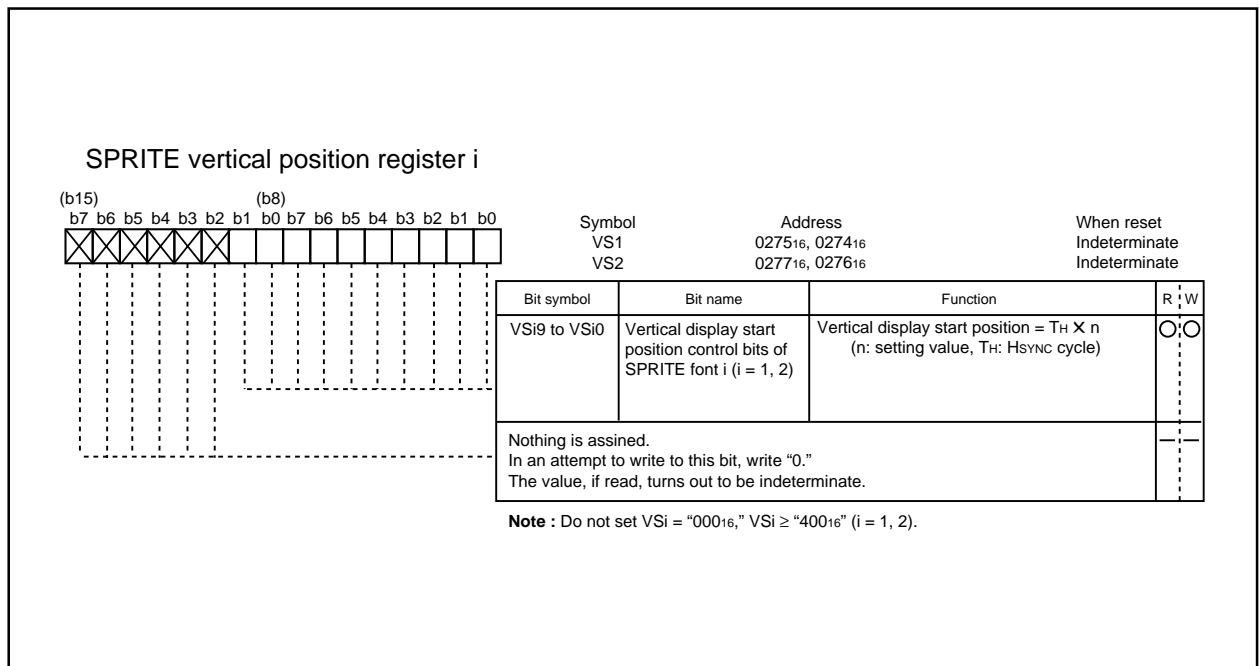 SPRITE vertical position register i
(b15) (b8)
b7 b6 b5 b4 b3 b2 b1 b0 b7 b6 b5 b4 b3 b2 b1 b0
Symbol Address When reset
VS1 027516, 027416 Indeterminate
VS2 027716, 027616 Indeterminate
Bit symbol Bit name Function R W
VSi9 to VSi0 Vertical display start Vertical display start position = TH X n
position control bits of (n: setting value, TH: HSYNC cycle)
SPRITE font i (i = 1, 2)
Nothing is assined.
In an attempt to write to this bit, write “0.”
The value, if read, turns out to be indeterminate.
Note : Do not set VSi = “00016,” VSi ≥ “40016” (i = 1, 2).